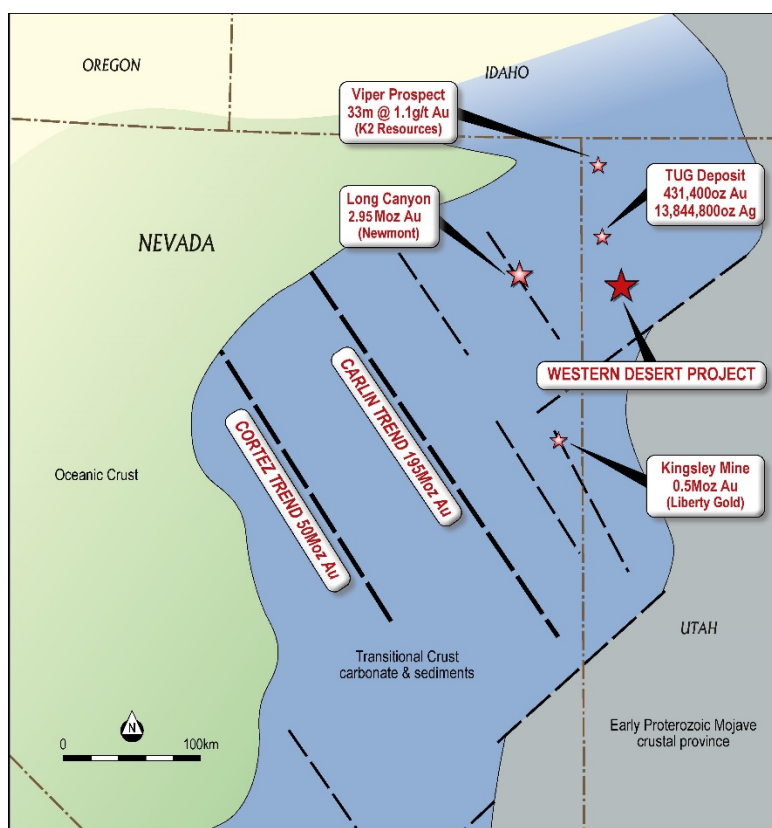 OREGON
IDAHO
Viper Prospect
33m @ 1.1g/t Au
(K2 Resources)
TUG Deposit
431,400oz Au
13,844,800oz Ag
Long Canyon
2.95Moz Au
(Newmont)
NEVADA
WESTERN DESERT PROJECT
CARLIN TREND 195Moz Au
CORTEZ TREND 50Moz Au
Kingsley Mine
0.5Moz Au
(Liberty Gold)
Oceanic Crust
UTAH
Transitional Crust
carbonate & sediments
Early Proterozoic Mojave
crustal province
N
0 100km